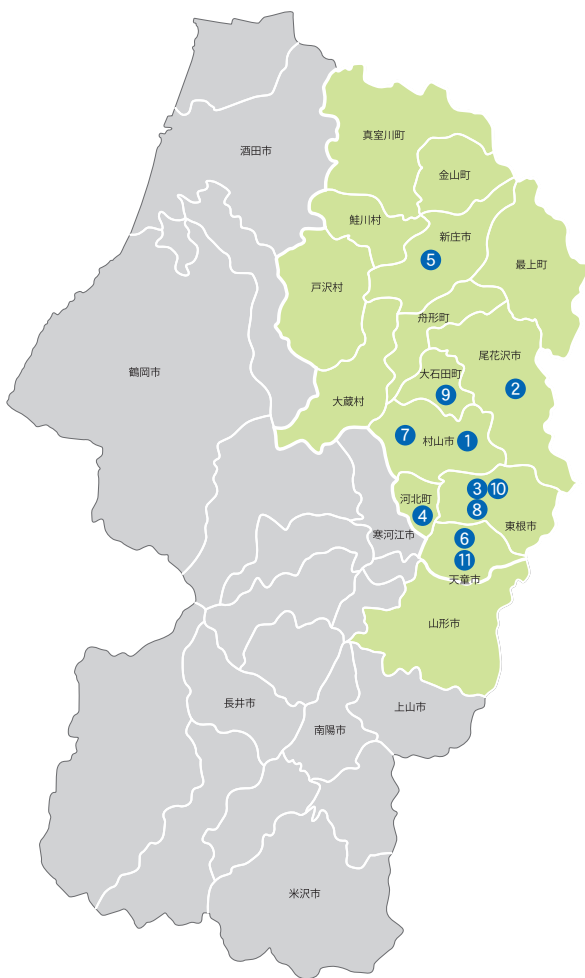 真室川町
酒田市
金山町
鮭川村
新庄市
5
最上町
戸沢村
舟形町
尾花沢市
鶴岡市
大石田町
2
9
大蔵村
7
村山市
1
3
10
河北町
4
8
東根市
寒河江市
6
11
天童市
山形市
長井市
上山市
南陽市
米沢市